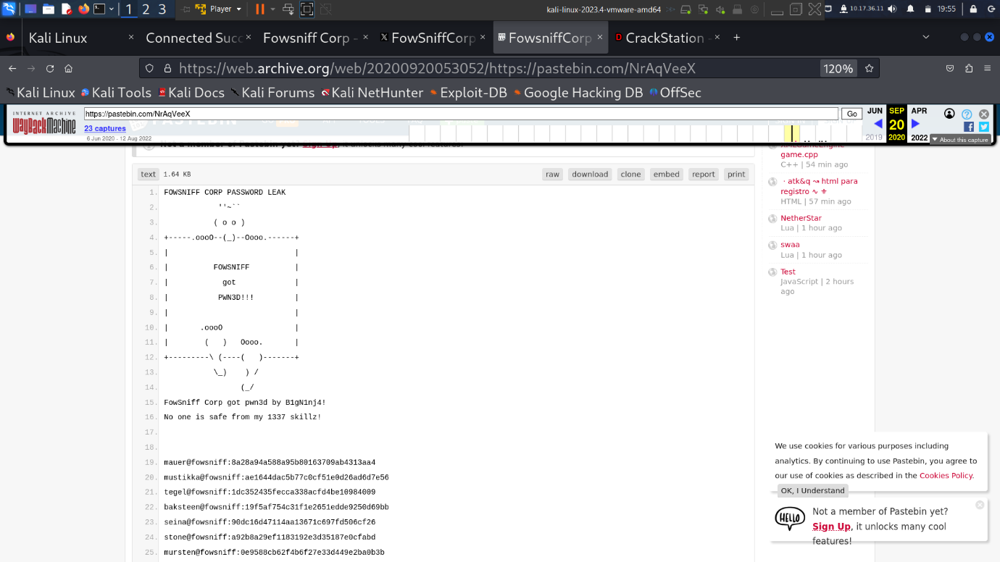 Player
1 2 3
kali-linux-2023.4-vmware-amd64
10.17.36.11
19:55
Kali Linux
Connected Succ
Fowsniff Corp -
FowSniffCorp
FowsniffCorp
CrackStation -
https://web.archive.org/web/20200920053052/https://pastebin.com/NrAqVeeX
120%
Kali Linux
Kali Tools
Kali Docs
Kali Forums
Kali NetHunter
Exploit-DB
Google Hacking DB
OffSec
INTERNET ARCHIVE
WayBackMachine
https://pastebin.com/NrAqVeeX
Go
JUN SEP APR
23 captures
20
6 Jun 2020 - 12 Aug 2022
2019 2020 2022
About this capture
Not a member of Pastebin yet? Sign Up, it unlocks many cool features!
text 1.64 KB
raw download clone embed report print
1. FOWSNIFF CORP PASSWORD LEAK
2.             ''~``
3.            ( o o )
4. +-----.oooO--(_)--Oooo.------+
5. |                            |
6. |          FOWSNIFF          |
7. |            got             |
8. |           PWN3D!!!         |
9. |                            |
10. |       .oooO                |
11. |        (   )   Oooo.       |
12. +---------\ (----(   )-------+
13.            \_)    ) /
14.                  (_/
15. FowSniff Corp got pwn3d by B1gN1nj4!
16. No one is safe from my 1337 skillz!
17.
18.
19. mauer@fowsniff:8a28a94a588a95b80163709ab4313aa4
20. mustikka@fowsniff:ae1644dac5b77c0cf51e0d26ad6d7e56
21. tegel@fowsniff:1dc352435fecca338acfd4be10984009
22. baksteen@fowsniff:19f5af754c31f1e2651edde9250d69bb
23. seina@fowsniff:90dc16d47114aa13671c697fd506cf26
24. stone@fowsniff:a92b8a29ef1183192e3d35187e0cfabd
25. mursten@fowsniff:0e9588cb62f4b6f27e33d449e2ba0b3b
game.cpp
C++ | 54 min ago
· atk&q ↝ html para
registro ∿ ⚜
HTML | 57 min ago
NetherStar
Lua | 1 hour ago
swaa
Lua | 1 hour ago
Test
JavaScript | 2 hours
ago
We use cookies for various purposes including
analytics. By continuing to use Pastebin, you agree to
our use of cookies as described in the Cookies Policy.
OK, I Understand
HELLO
Not a member of Pastebin yet?
Sign Up, it unlocks many cool
features!